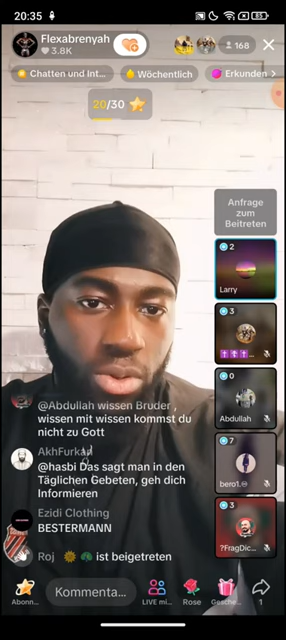 20:35
85
Flexabrenyah
3.8K
168
Chatten und Int...
Wöchentlich
Erkunden
20/30
Anfrage
zum
Beitreten
2
Larry
3
0
Abdullah
7
bero1.
3
?FragDic...
@Abdullah wissen Bruder ,
wissen mit wissen kommst du
nicht zu Gott
AkhFurkan
@hasbi Das sagt man in den
Täglichen Gebeten, geh dich
Informieren
Ezidi Clothing
BESTERMANN
Roj ist beigetreten
Abonn...
Kommenta...
LIVE mi...
Rose
Gesche...
1